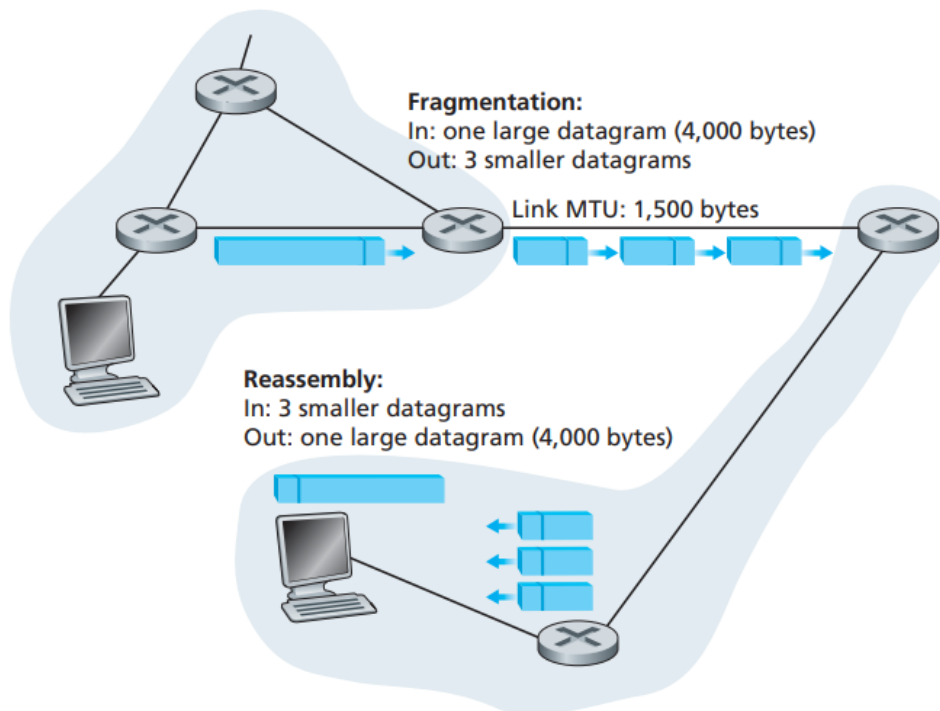 Fragmentation:
In: one large datagram (4,000 bytes)
Out: 3 smaller datagrams
Link MTU: 1,500 bytes
Reassembly:
In: 3 smaller datagrams
Out: one large datagram (4,000 bytes)